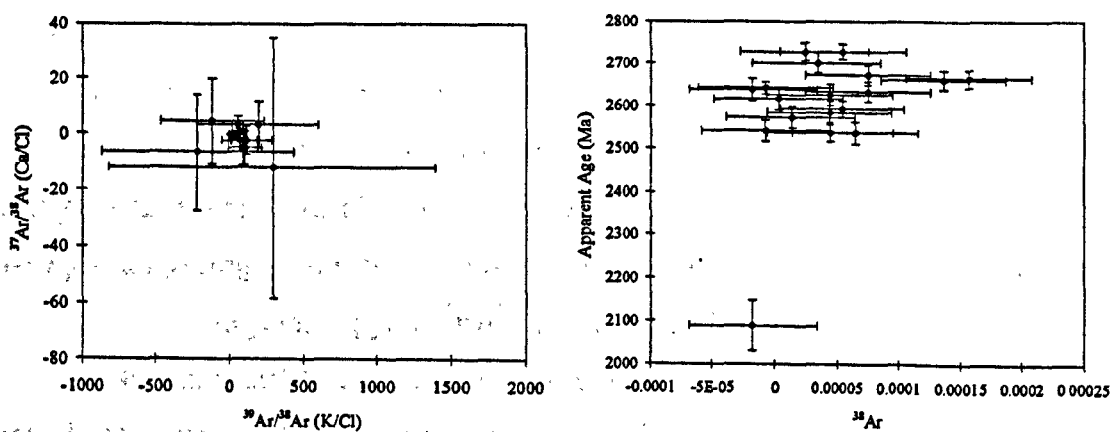 40
20
0
-20
-40
-60
-80
-1000 -500 0 500 1000 1500 2000
³⁷Ar/³⁸Ar (Ca/Cl)
³⁹Ar/³⁸Ar (K/Cl)
2800
2700
2600
2500
2400
2300
2200
2100
2000
-0.0001 -5E-05 0 0.00005 0.0001 0.00015 0.0002 0 00025
Apparent Age (Ma)
³⁸Ar